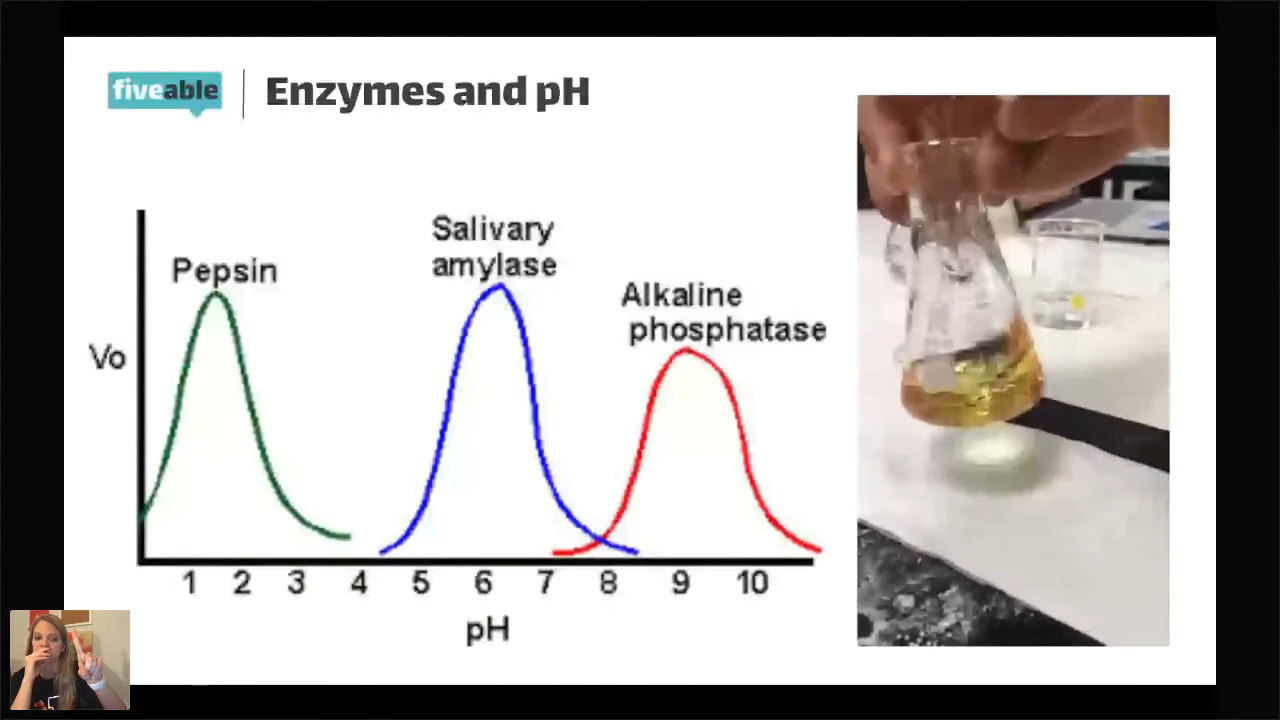 fiveable
Enzymes and pH
Pepsin
Salivary
amylase
Alkaline
phosphatase
Vo
1 2 3 4 5 6 7 8 9 10
pH